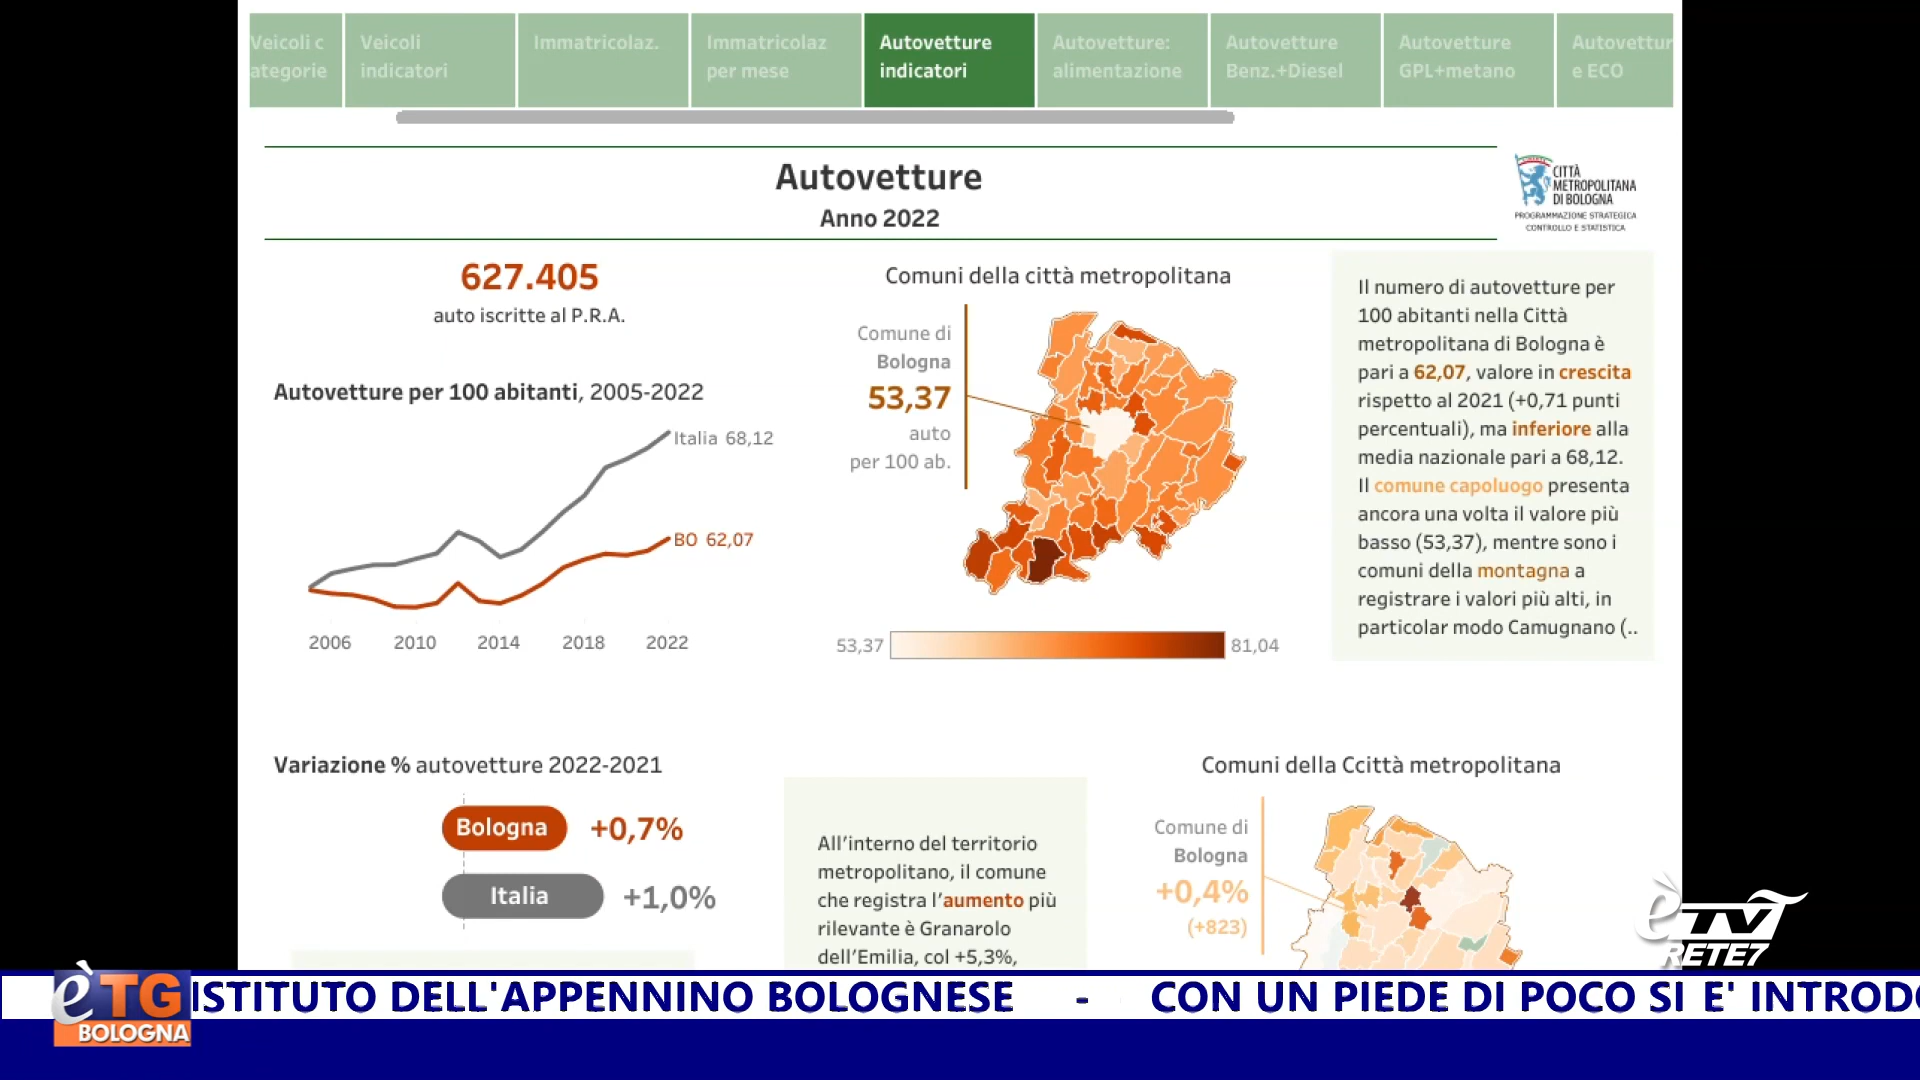 Veicoli c
ategorie
Veicoli
indicatori
Immatricolaz.
Immatricolaz
per mese
Autovetture
indicatori
Autovetture:
alimentazione
Autovetture
Benz.+Diesel
Autovetture
GPL+metano
Autovettur
e ECO
Autovetture
Anno 2022
CITTÀ
METROPOLITANA
DI BOLOGNA
PROGRAMMAZIONE STRATEGICA
CONTROLLO E STATISTICA
627.405
auto iscritte al P.R.A.
Autovetture per 100 abitanti, 2005-2022
Italia 68,12
BO 62,07
2006 2010 2014 2018 2022
Comuni della città metropolitana
Comune di
Bologna
53,37
auto
per 100 ab.
53,37 81,04
Il numero di autovetture per
100 abitanti nella Città
metropolitana di Bologna è
pari a 62,07, valore in crescita
rispetto al 2021 (+0,71 punti
percentuali), ma inferiore alla
media nazionale pari a 68,12.
Il comune capoluogo presenta
ancora una volta il valore più
basso (53,37), mentre sono i
comuni della montagna a
registrare i valori più alti, in
particolar modo Camugnano (..
Variazione % autovetture 2022-2021
Bologna +0,7%
Italia +1,0%
All'interno del territorio
metropolitano, il comune
che registra l'aumento più
rilevante è Granarolo
dell'Emilia, col +5,3%,
Comuni della Ccittà metropolitana
Comune di
Bologna
+0,4%
(+823)
è TV
RETE7
è TG
BOLOGNA
ISTITUTO DELL'APPENNINO BOLOGNESE - CON UN PIEDE DI POCO SI E' INTROD